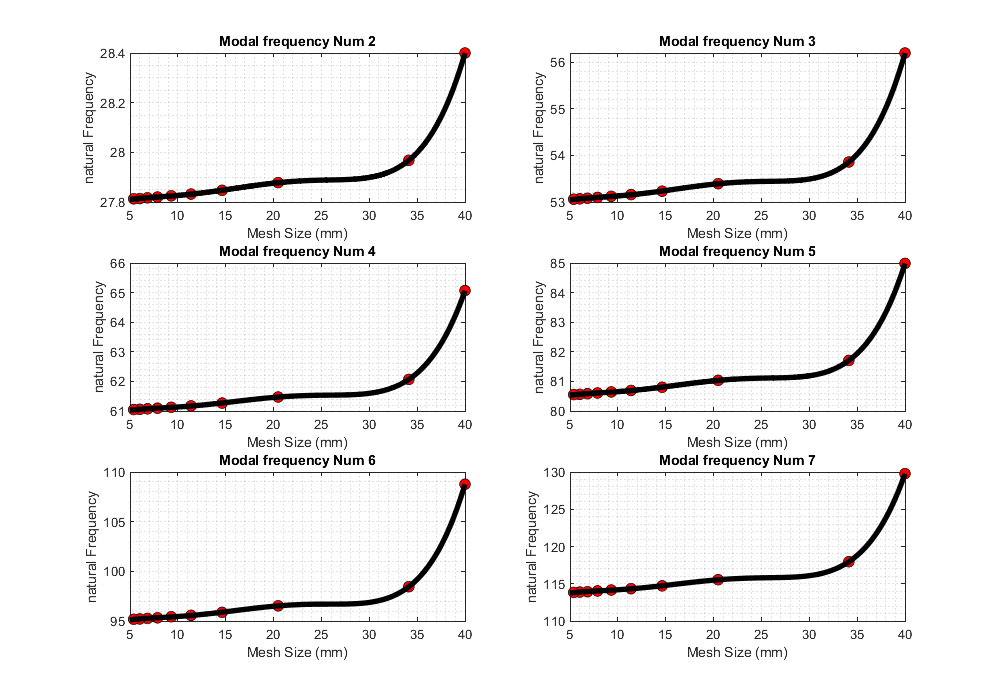 Modal frequency Num 2
natural Frequency
28.4
28.2
28
27.8
5 10 15 20 25 30 35 40
Mesh Size (mm)
Modal frequency Num 3
natural Frequency
56
55
54
53
5 10 15 20 25 30 35 40
Mesh Size (mm)
Modal frequency Num 4
natural Frequency
66
65
64
63
62
61
5 10 15 20 25 30 35 40
Mesh Size (mm)
Modal frequency Num 5
natural Frequency
85
84
83
82
81
80
5 10 15 20 25 30 35 40
Mesh Size (mm)
Modal frequency Num 6
natural Frequency
110
105
100
95
5 10 15 20 25 30 35 40
Mesh Size (mm)
Modal frequency Num 7
natural Frequency
130
125
120
115
110
5 10 15 20 25 30 35 40
Mesh Size (mm)